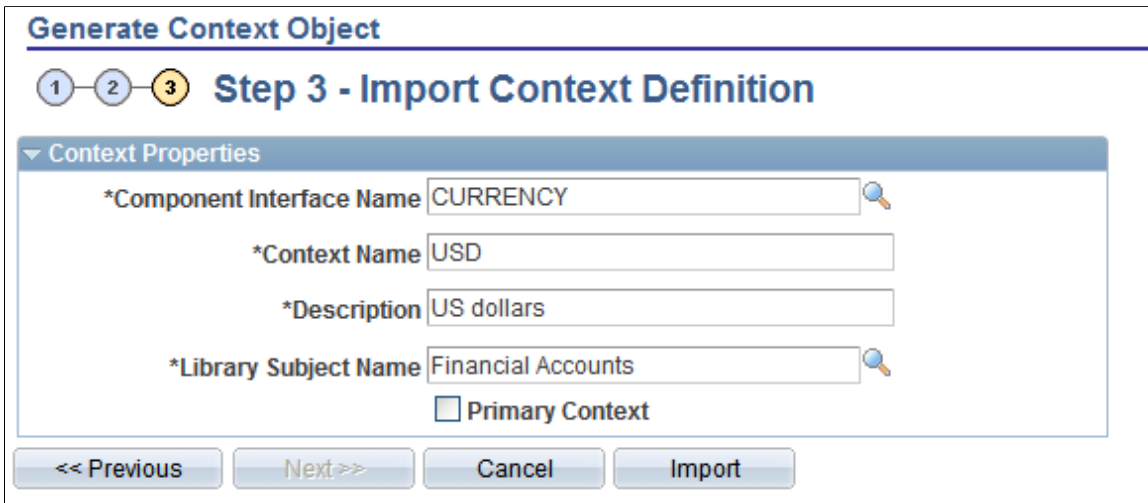 Generate Context Object
1 2 3 Step 3 - Import Context Definition
Context Properties
*Component Interface Name CURRENCY
*Context Name USD
*Description US dollars
*Library Subject Name Financial Accounts
Primary Context
<< Previous Next >> Cancel Import